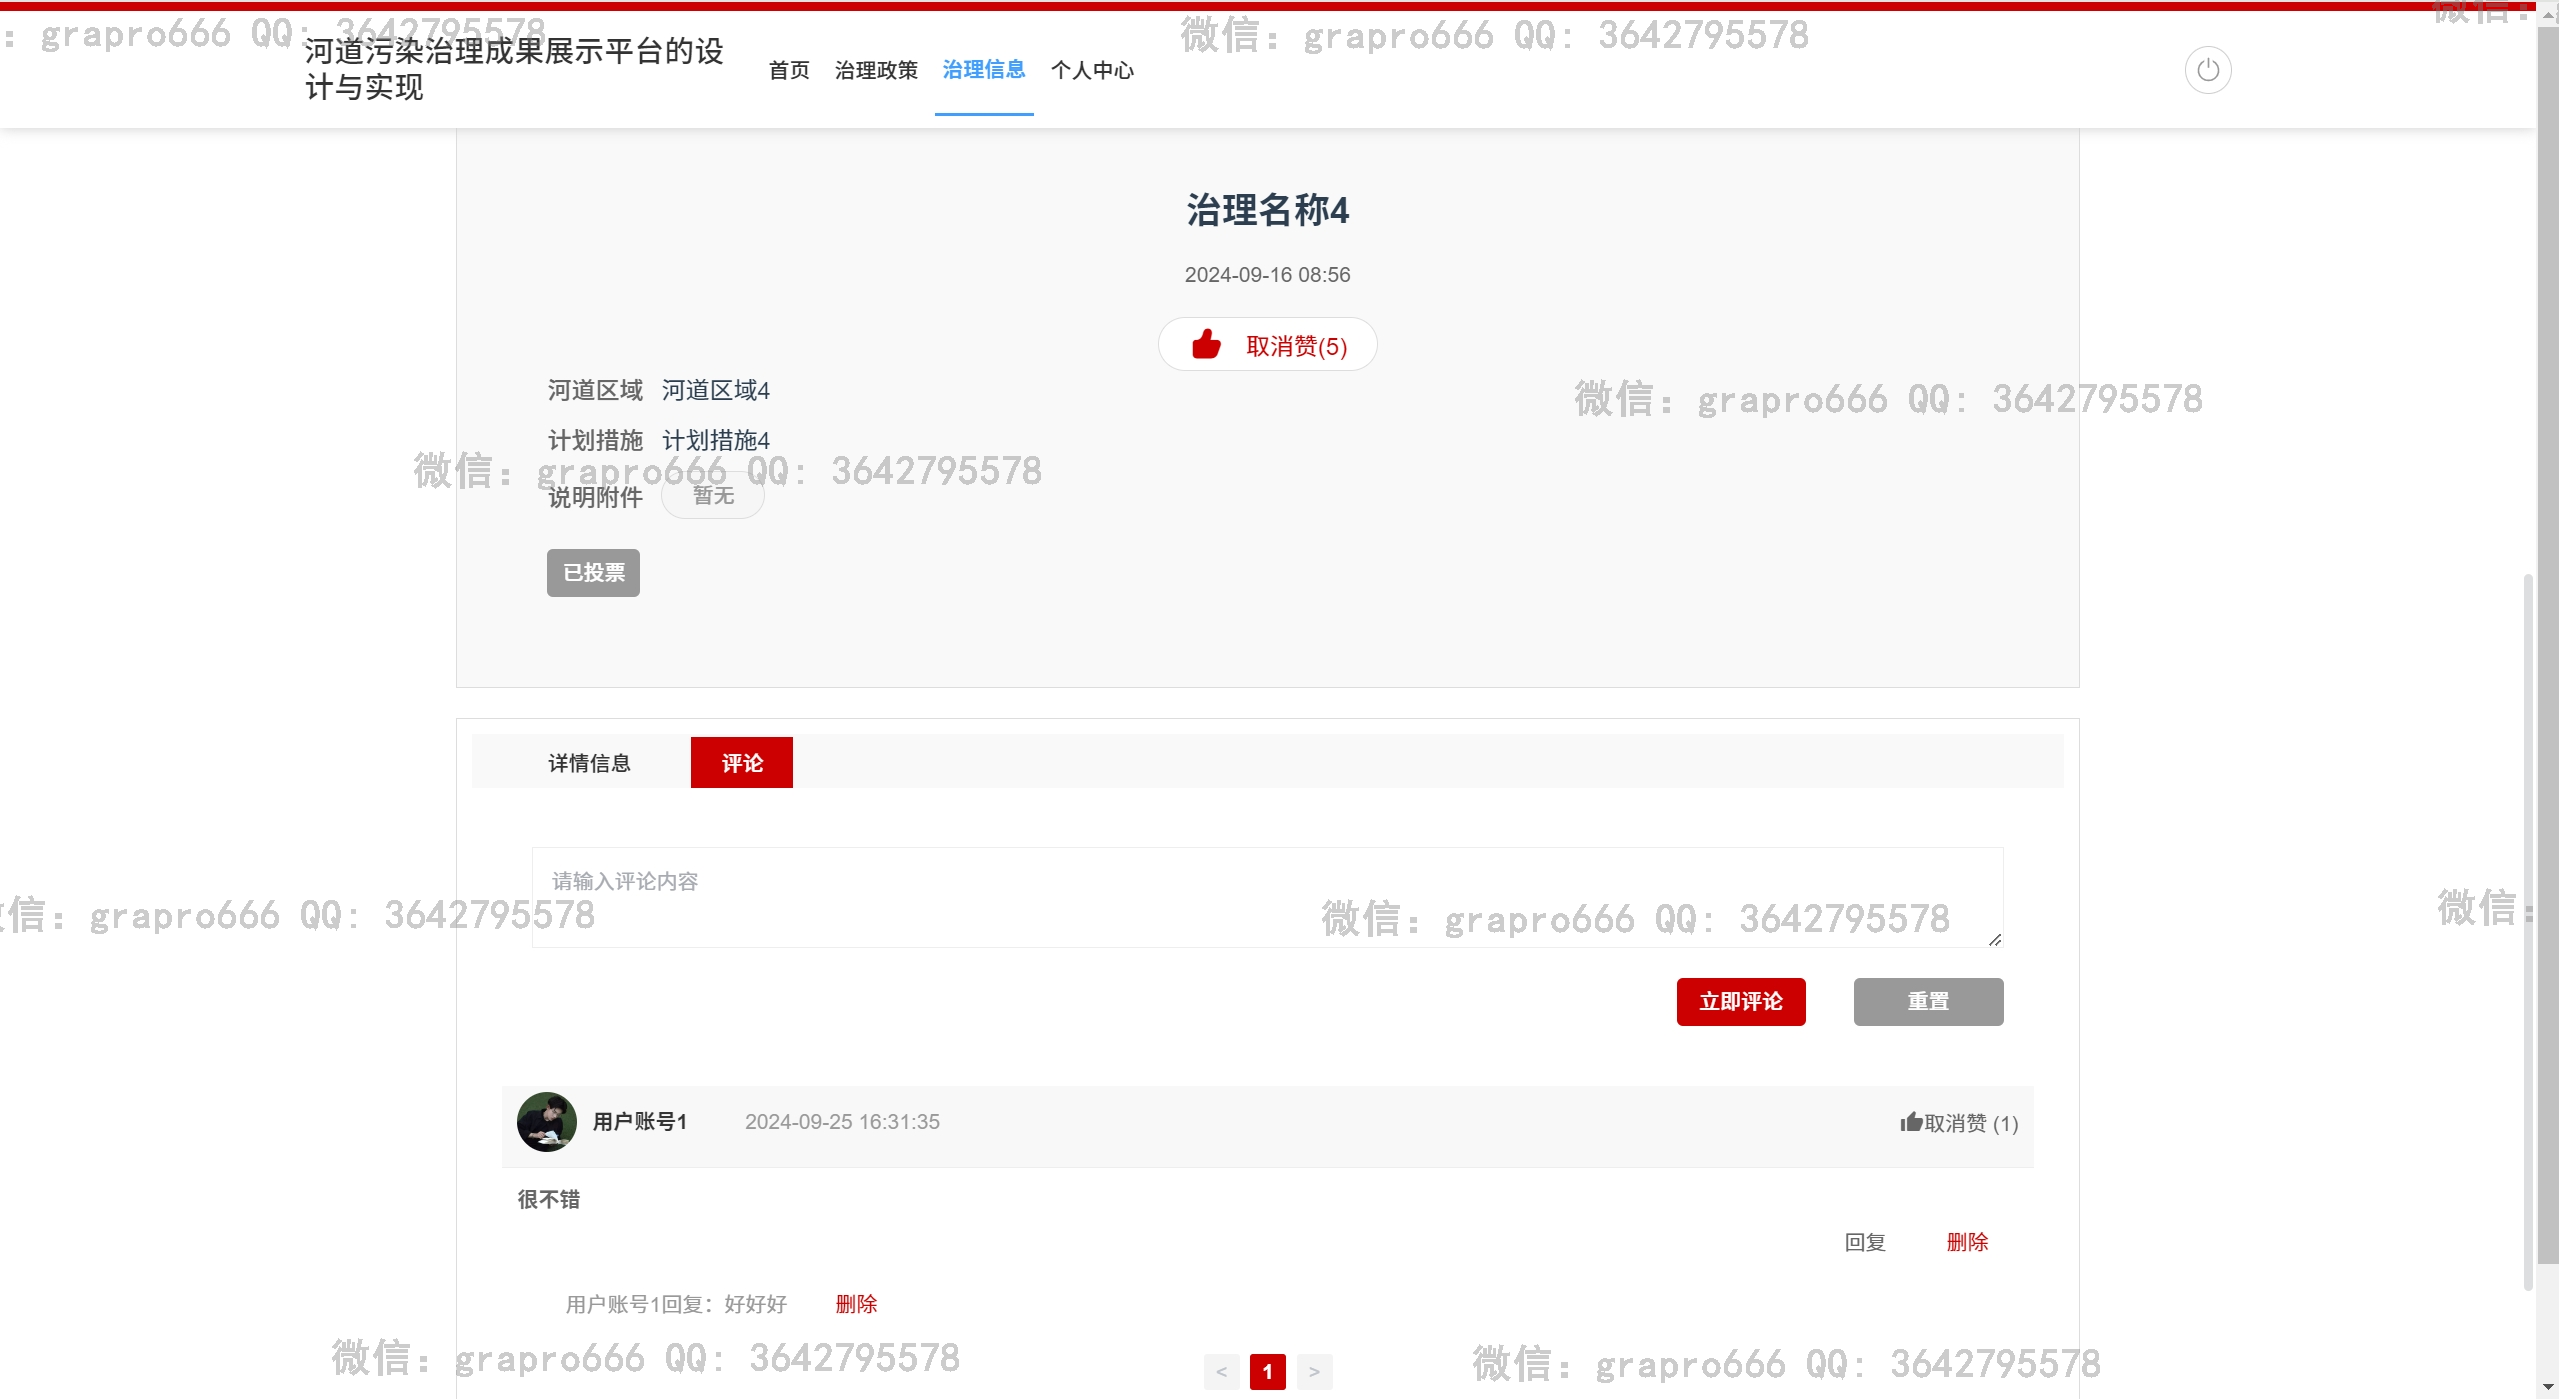 微信：grapro666 QQ: 3642795578
: grapro666 QQ: 3642795578
河道污染治理成果展示平台的设
计与实现
首页 治理政策 治理信息 个人中心
治理名称4
2024-09-16 08:56
取消赞(5)
河道区域 河道区域4
微信：grapro666 QQ: 3642795578
计划措施 计划措施4
微信：grapro666 QQ: 3642795578
说明附件 暂无
已投票
详情信息 评论
请输入评论内容
微信：grapro666 QQ: 3642795578
微信：grapro666 QQ: 3642795578
微信：
立即评论 重置
用户账号1 2024-09-25 16:31:35 取消赞 (1)
很不错
回复 删除
用户账号1回复：好好好 删除
微信：grapro666 QQ: 3642795578
微信：grapro666 QQ: 3642795578
< 1 >